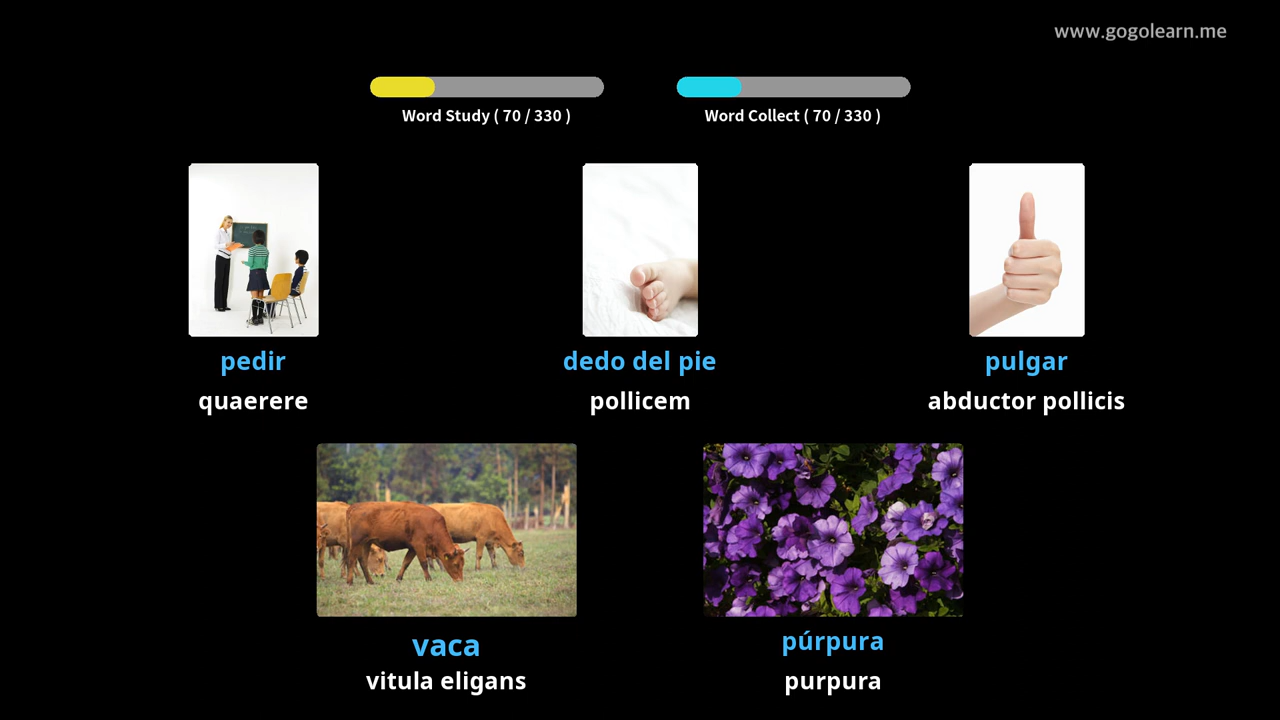 www.gogolearn.me
Word Study ( 70 / 330 )
Word Collect ( 70 / 330 )
pedir
quaerere
dedo del pie
pollicem
pulgar
abductor pollicis
vaca
vitula eligans
púrpura
purpura